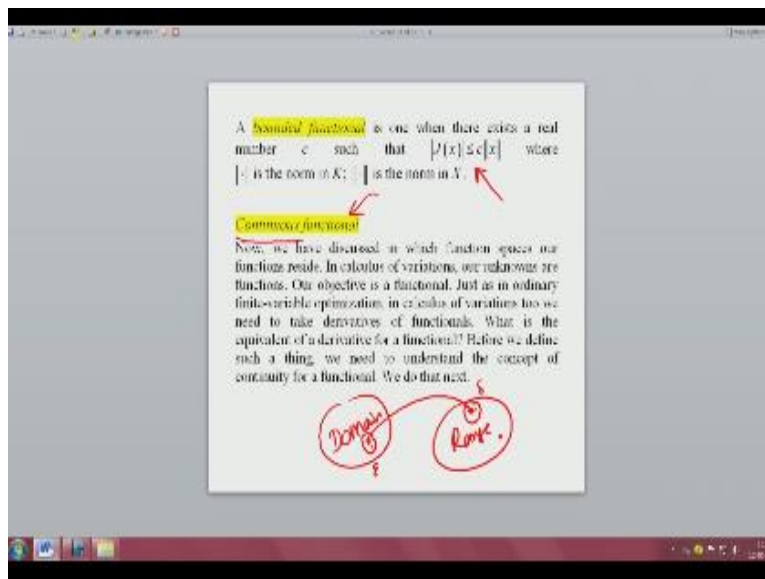 A bounded functional is one when there exists a real
number c such that |J(x)| ≤ c‖x‖ where
|·| is the norm in K; ‖·‖ is the norm in X.
Continuous functional
Now, we have discussed in which function spaces our
functions reside. In calculus of variations, our unknowns are
functions. Our objective is a functional. Just as in ordinary
finite-variable optimization, in calculus of variations too we
need to take derivatives of functionals. What is the
equivalent of a derivative for a functional? Before we define
such a thing, we need to understand the concept of
continuity for a functional. We do that next.
δ
Domain Range
ε